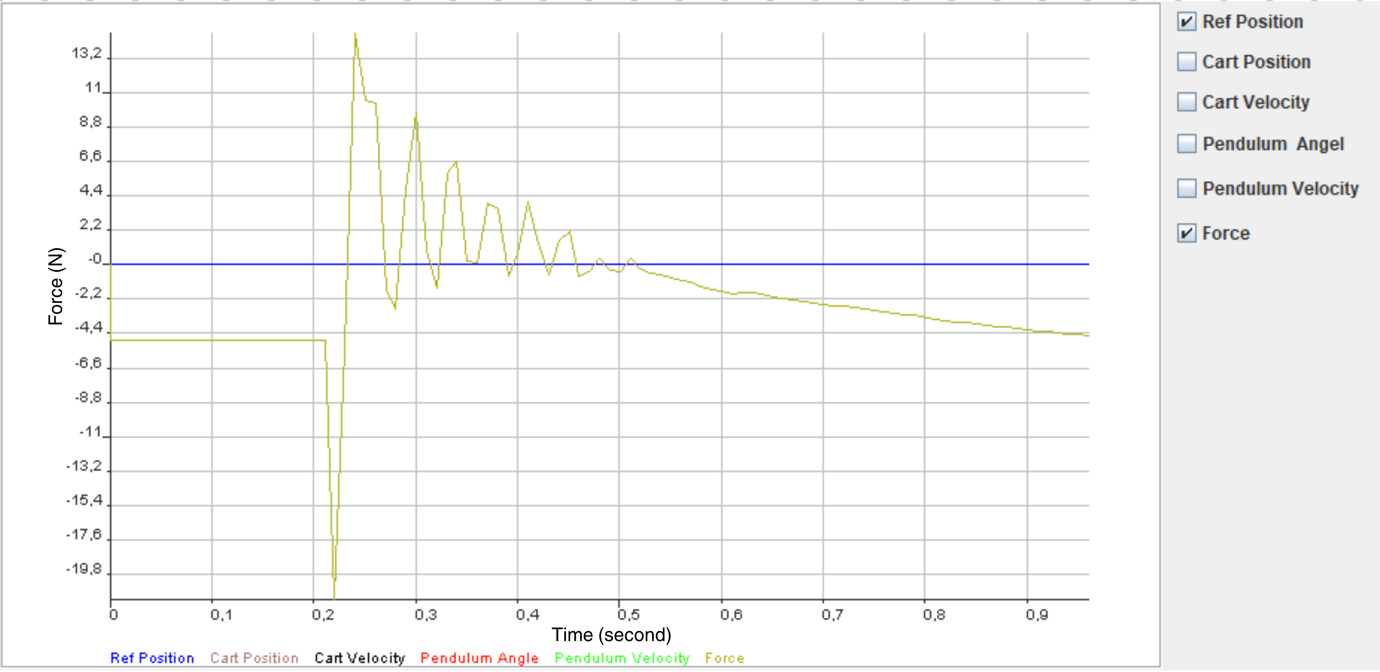 13,2
11
8,8
6,6
4,4
2,2
-0
-2,2
-4,4
-6,6
-8,8
-11
-13,2
-15,4
-17,6
-19,8
Force (N)
0 0,1 0,2 0,3 0,4 0,5 0,6 0,7 0,8 0,9
Time (second)
Ref Position Cart Position Cart Velocity Pendulum Angle Pendulum Velocity Force
Ref Position
Cart Position
Cart Velocity
Pendulum Angel
Pendulum Velocity
Force